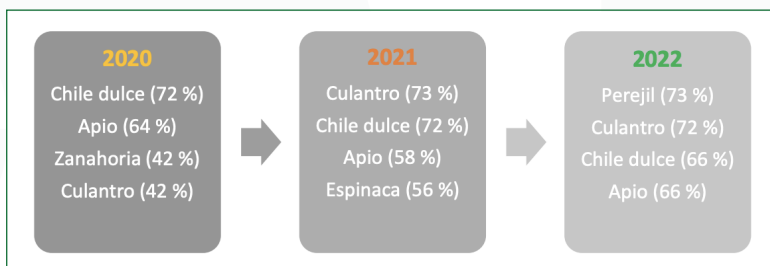 2020
Chile dulce (72 %)
Apio (64 %)
Zanahoria (42 %)
Culantro (42 %)
2021
Culantro (73 %)
Chile dulce (72 %)
Apio (58 %)
Espinaca (56 %)
2022
Perejil (73 %)
Culantro (72 %)
Chile dulce (66 %)
Apio (66 %)